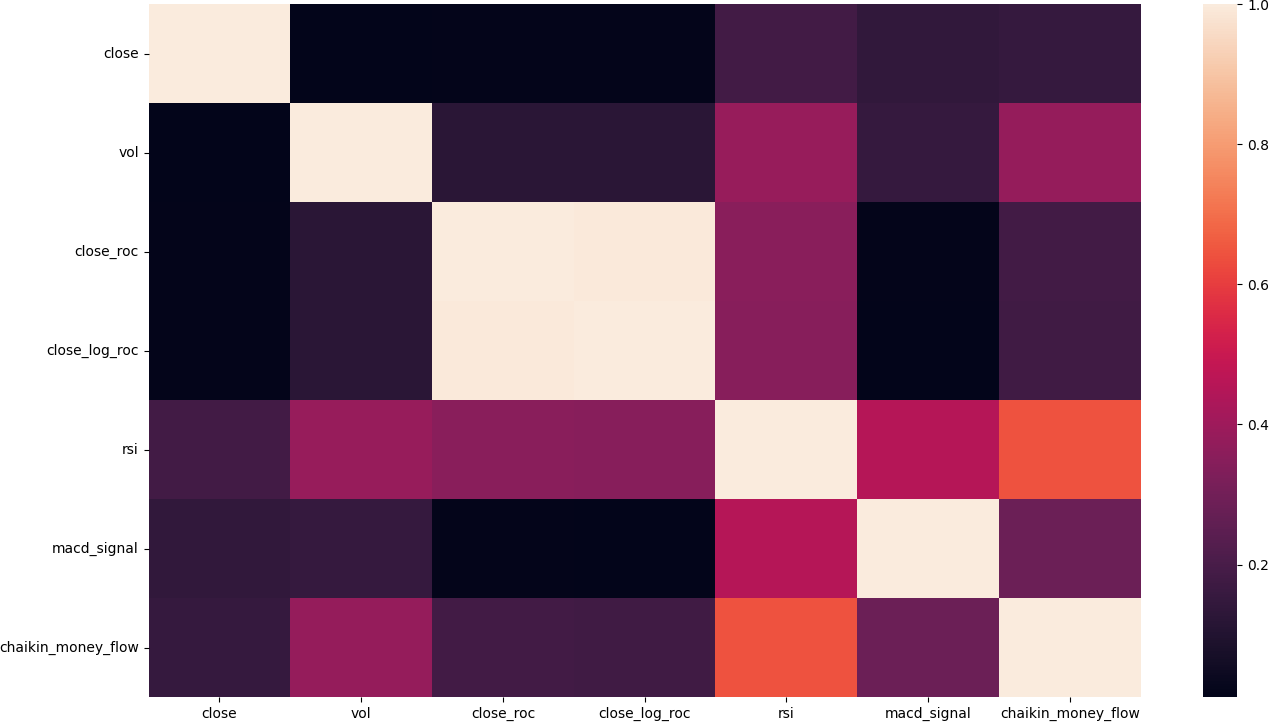 close
vol
close_roc
close_log_roc
rsi
macd_signal
chaikin_money_flow
close vol close_roc close_log_roc rsi macd_signal chaikin_money_flow
1.0
0.8
0.6
0.4
0.2